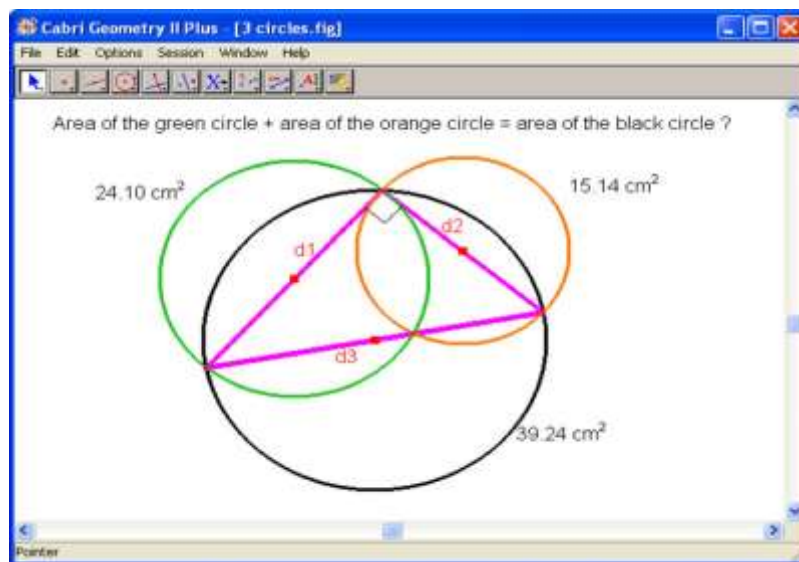 Cabri Geometry II Plus - [3 circles.fig]
File Edit Options Session Window Help
Area of the green circle + area of the orange circle = area of the black circle ?
24.10 cm²
15.14 cm²
d1
d2
d3
39.24 cm²
Pointer